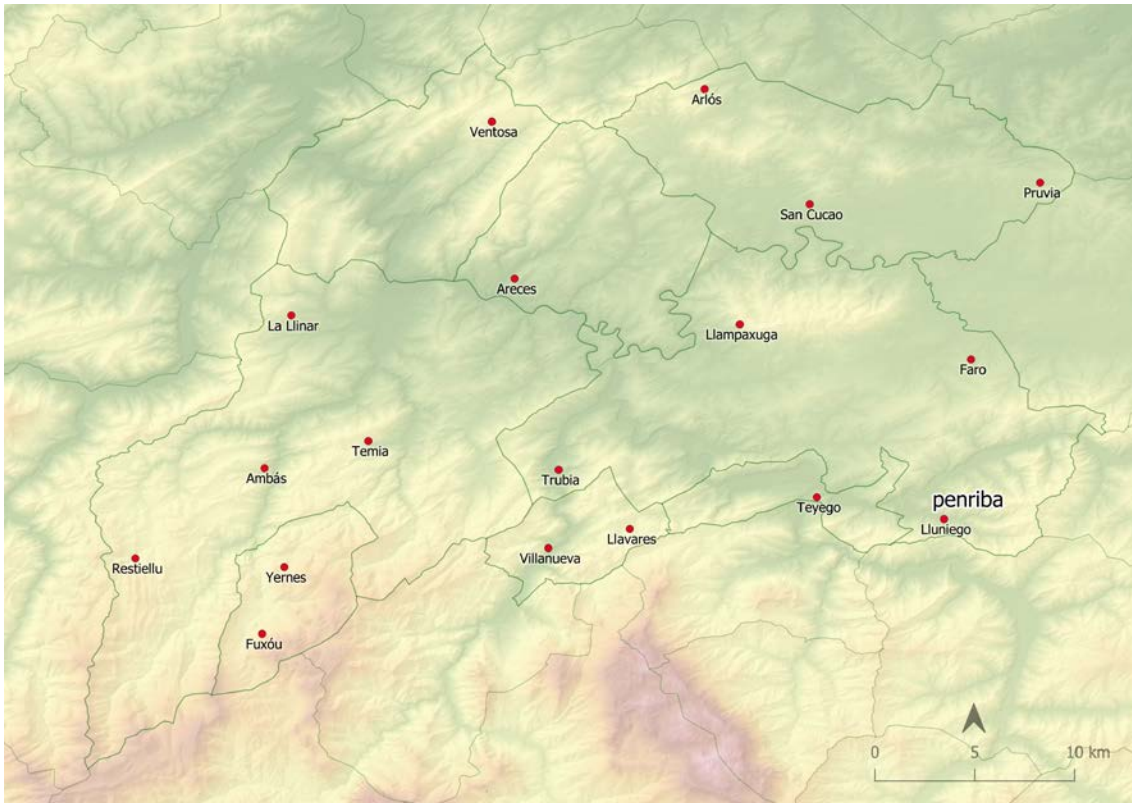 Arlós
Ventosa
Pruvia
San Cucao
Areces
La Llinar
Llampaxuga
Faro
Temia
Ambás
Trubia
penriba
Teyego
Lluniego
Llavares
Villanueva
Restiellu
Yernes
Fuxóu
0 5 10 km